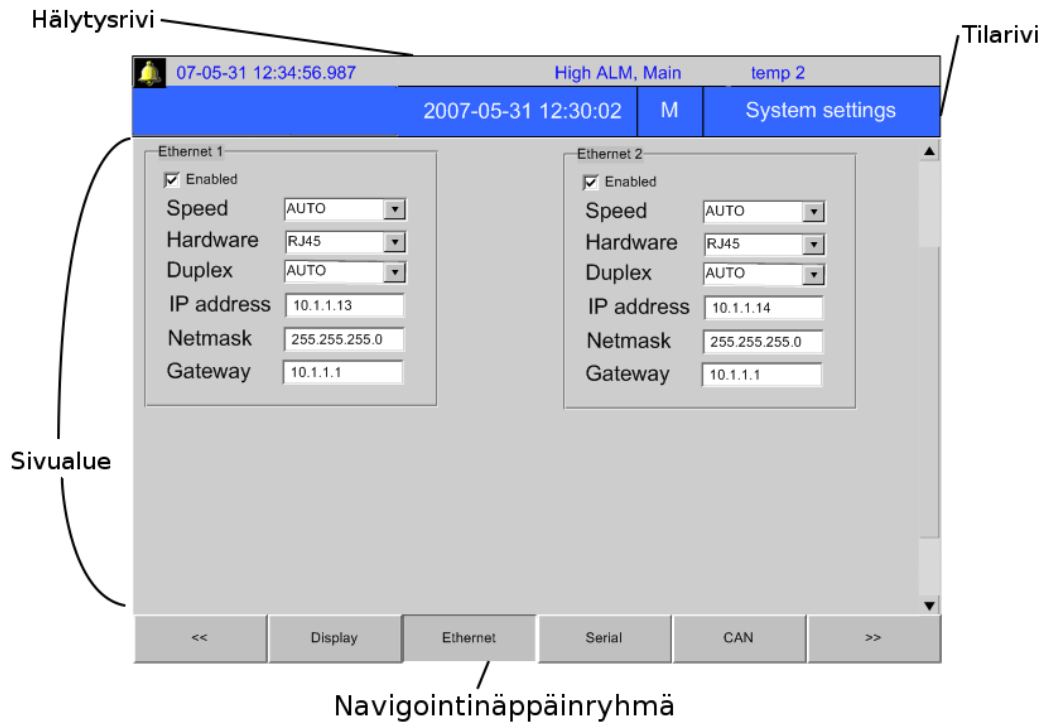 Hälytysrivi
Tilarivi
07-05-31 12:34:56.987 High ALM, Main temp 2
2007-05-31 12:30:02 M System settings
Ethernet 1
Enabled
Speed AUTO
Hardware RJ45
Duplex AUTO
IP address 10.1.1.13
Netmask 255.255.255.0
Gateway 10.1.1.1
Ethernet 2
Enabled
Speed AUTO
Hardware RJ45
Duplex AUTO
IP address 10.1.1.14
Netmask 255.255.255.0
Gateway 10.1.1.1
Sivualue
<< Display Ethernet Serial CAN >>
Navigointinäppäinryhmä